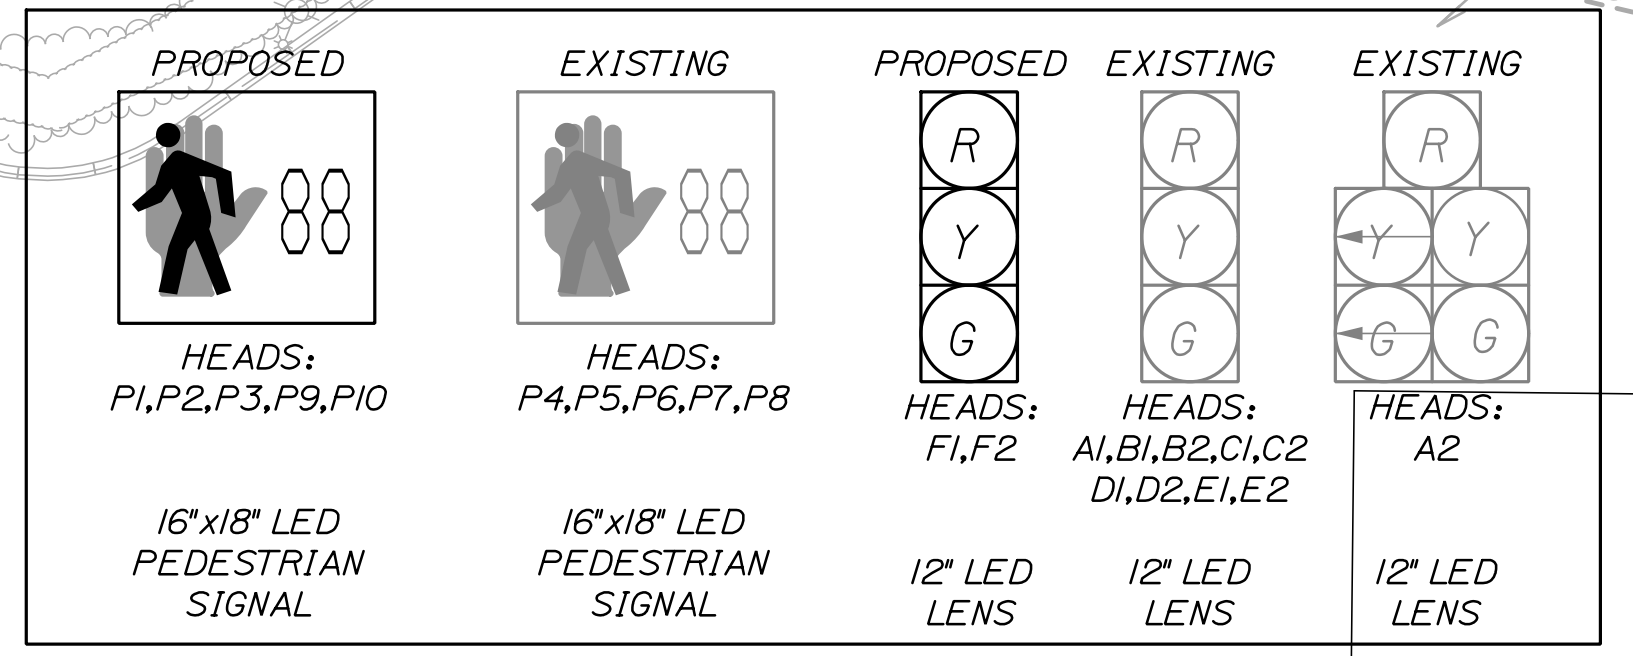 PROPOSED
88
HEADS:
P1,P2,P3,P9,P10
16"x18" LED
PEDESTRIAN
SIGNAL
EXISTING
88
HEADS:
P4,P5,P6,P7,P8
16"x18" LED
PEDESTRIAN
SIGNAL
PROPOSED
R
Y
G
HEADS:
F1,F2
12" LED
LENS
EXISTING
R
Y
G
HEADS:
A1,B1,B2,C1,C2
D1,D2,E1,E2
12" LED
LENS
EXISTING
R
Y Y
G G
HEADS:
A2
12" LED
LENS